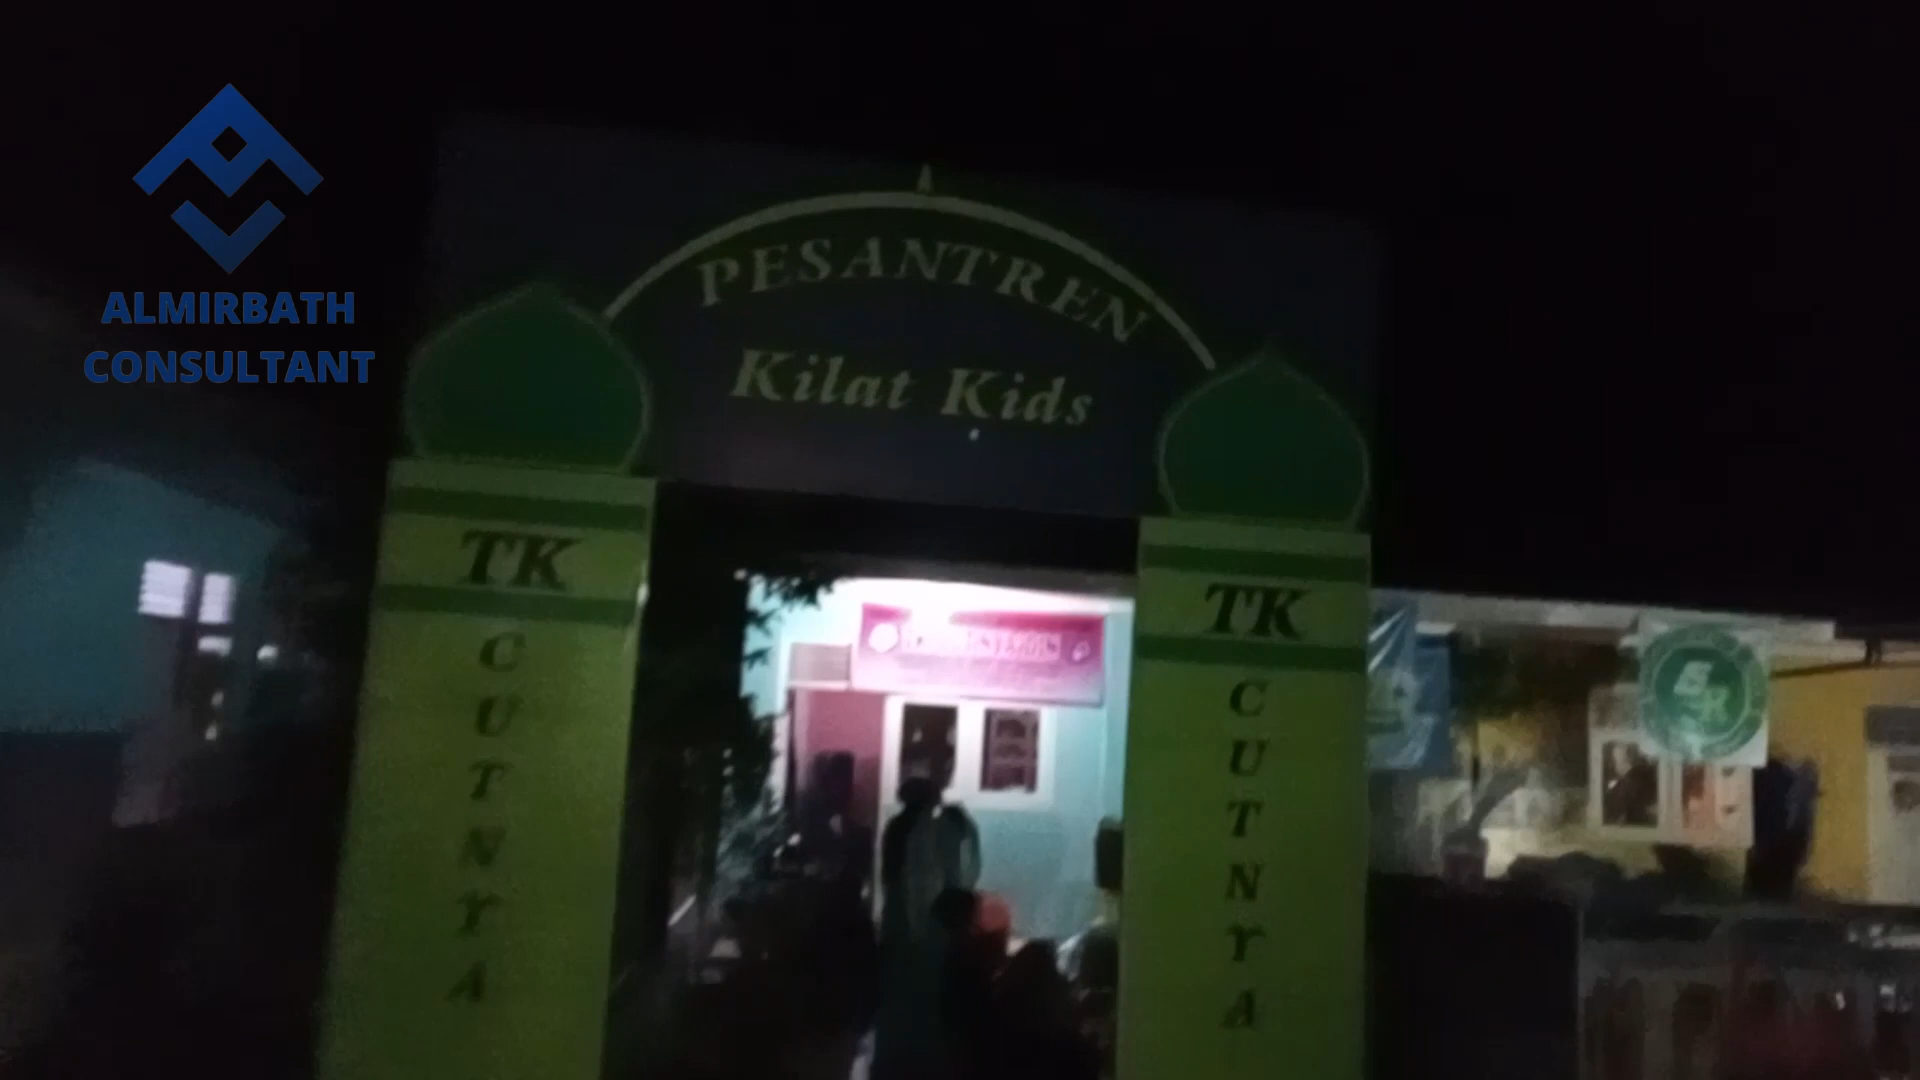 ALMIRBATH
CONSULTANT
PESANTREN
Kilat Kids
TK
CUTNYA
TK
CUTNYA